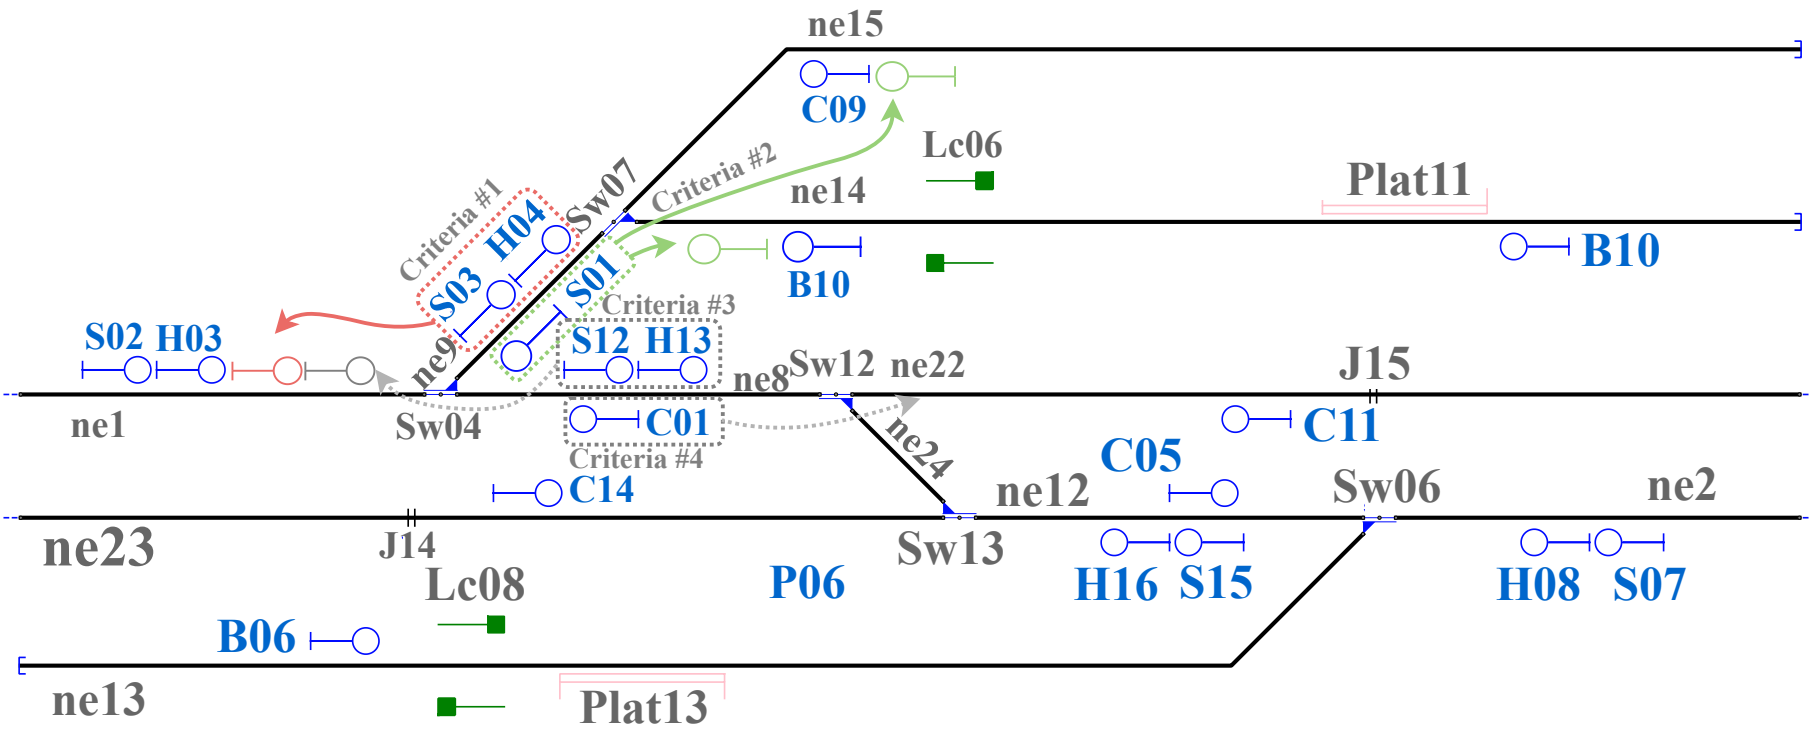 ne15
C09
Lc06
Criteria #2
ne14
Plat11
Sw07
Criteria #1
H04
S03
S01
B10
B10
Criteria #3
S02 H03
S12 H13
ne9
ne8
Sw12 ne22
J15
ne1
Sw04
C01
C11
Criteria #4
ne24
C05
C14
ne12
Sw06
ne2
ne23
J14
Sw13
Lc08
P06
H16 S15
H08 S07
B06
ne13
Plat13